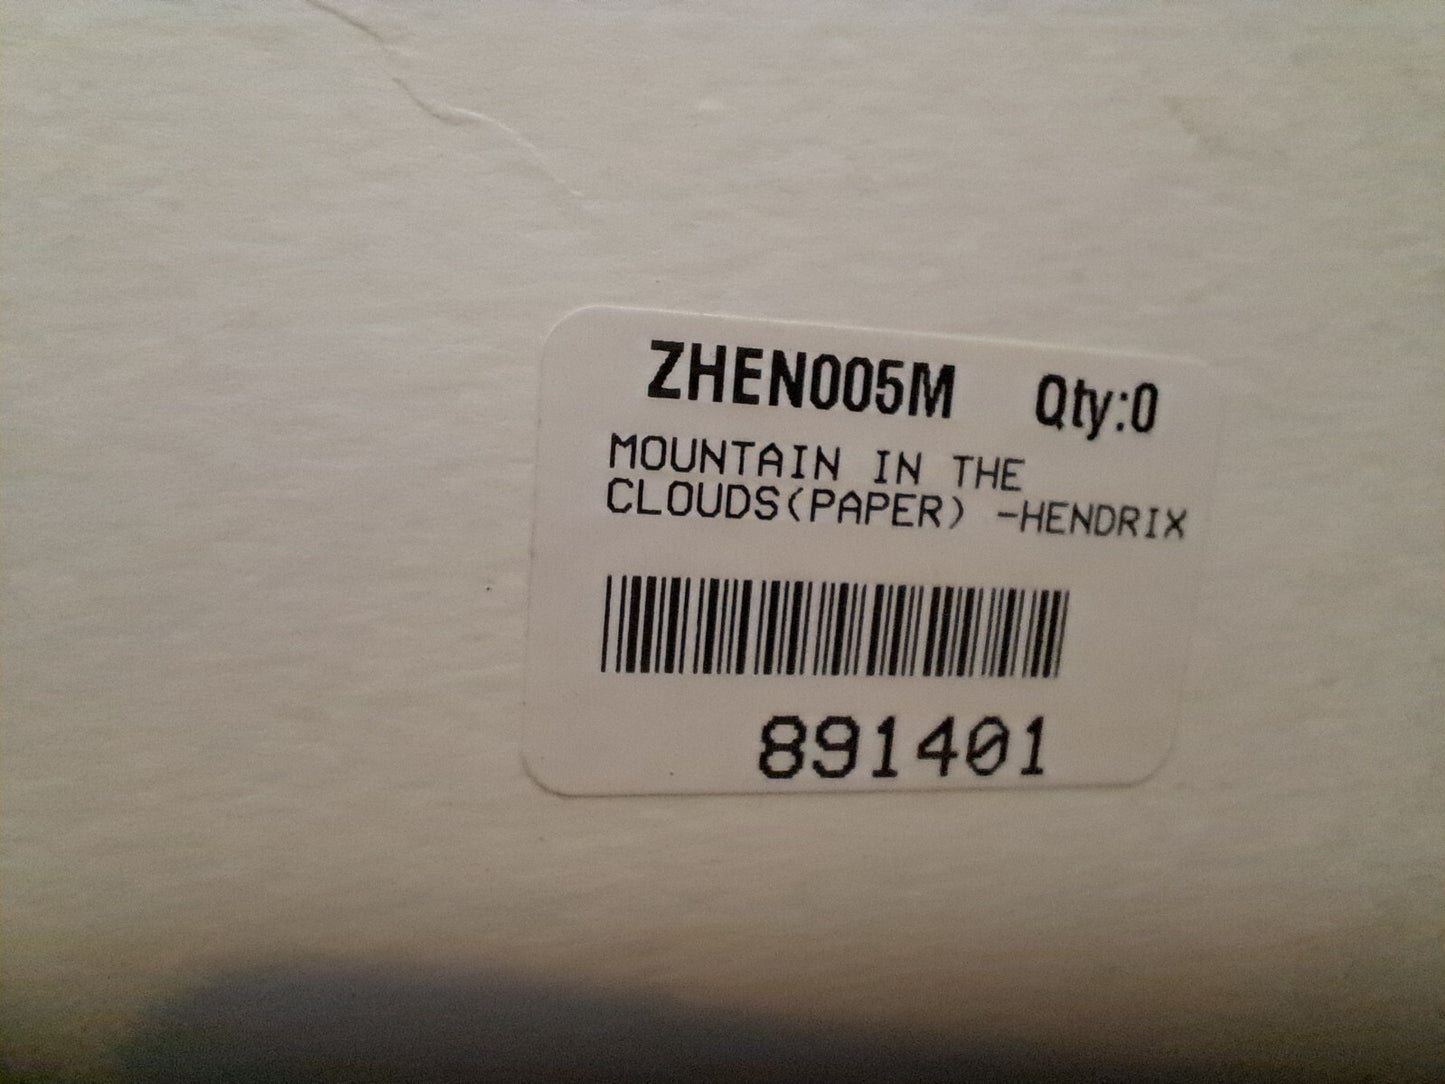 ZHEN005M Qty:0
MOUNTAIN IN THE
CLOUDS(PAPER) -HENDRIX
891401